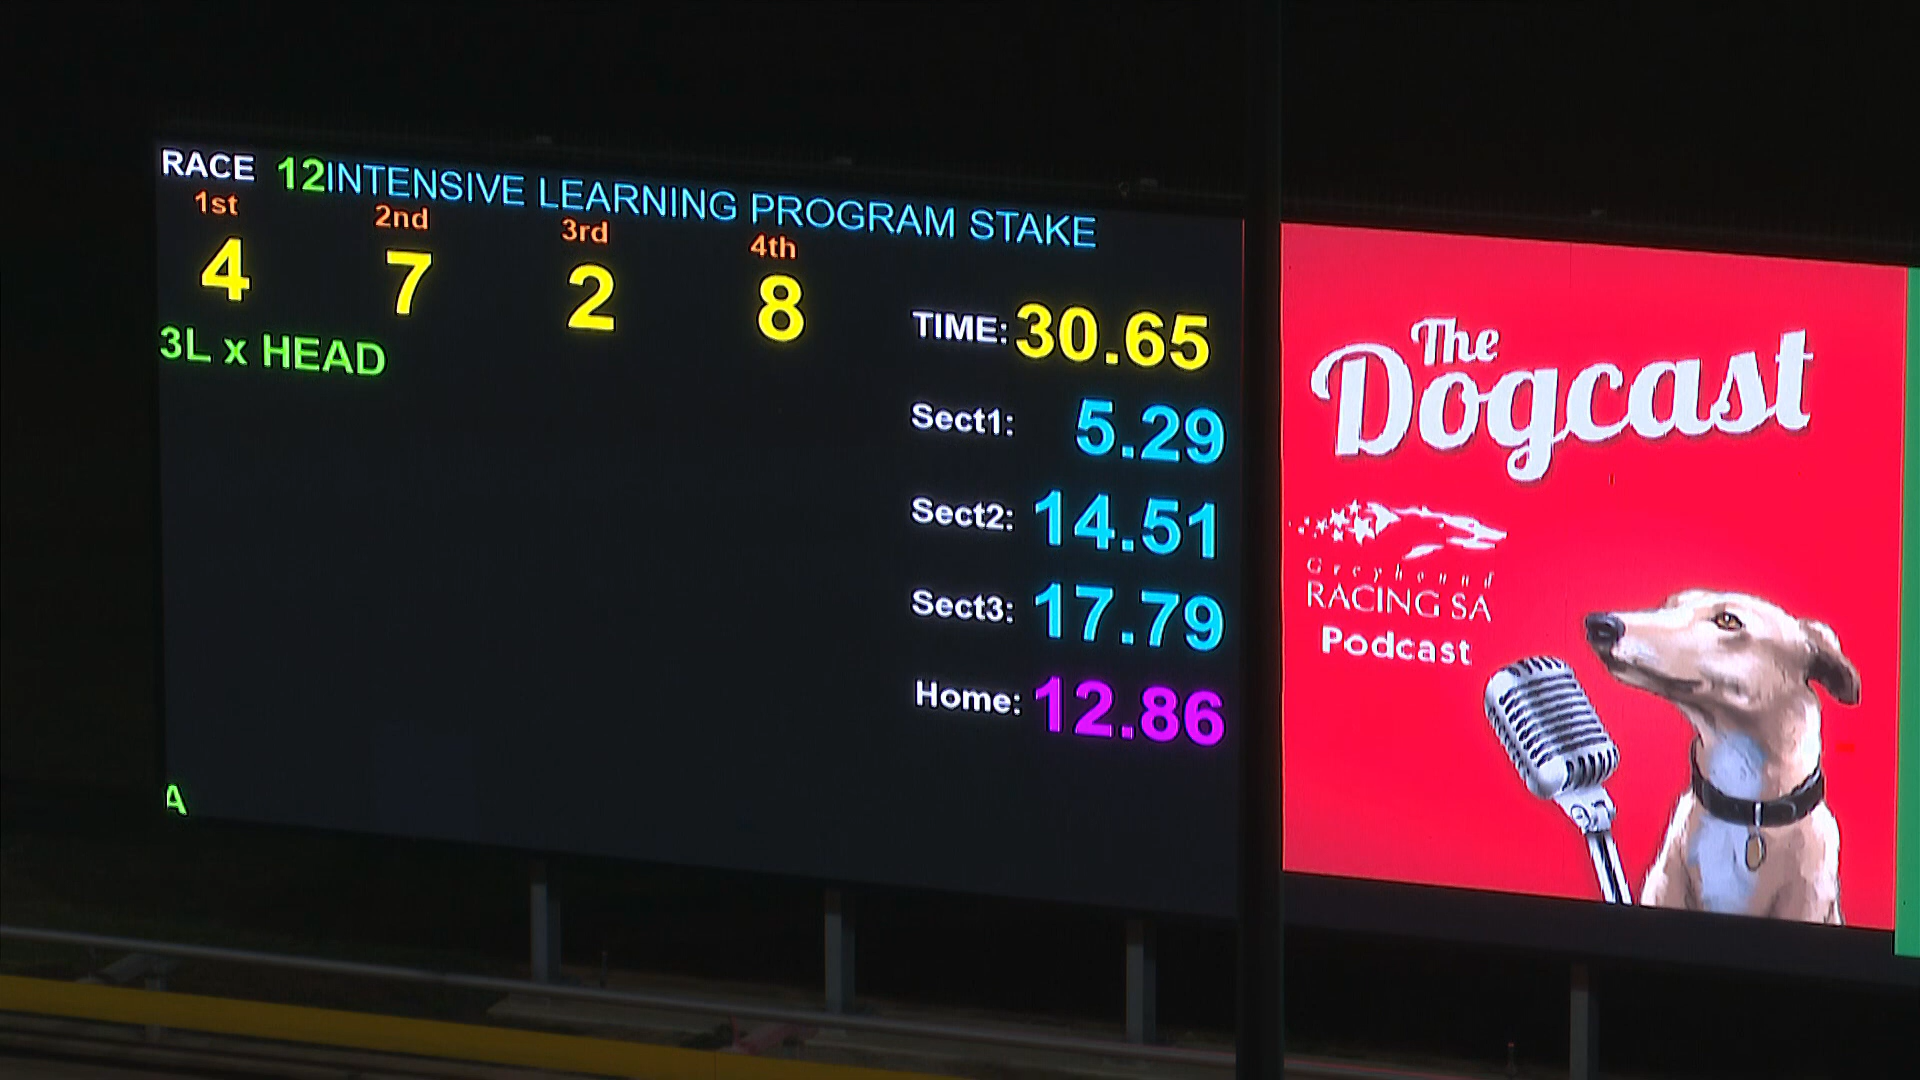 RACE 12INTENSIVE LEARNING PROGRAM STAKE
1st 2nd 3rd 4th
4 7 2 8
3L x HEAD
TIME: 30.65
Sect1: 5.29
Sect2: 14.51
Sect3: 17.79
Home: 12.86
A
The
Dogcast
Greyhound
RACING SA
Podcast